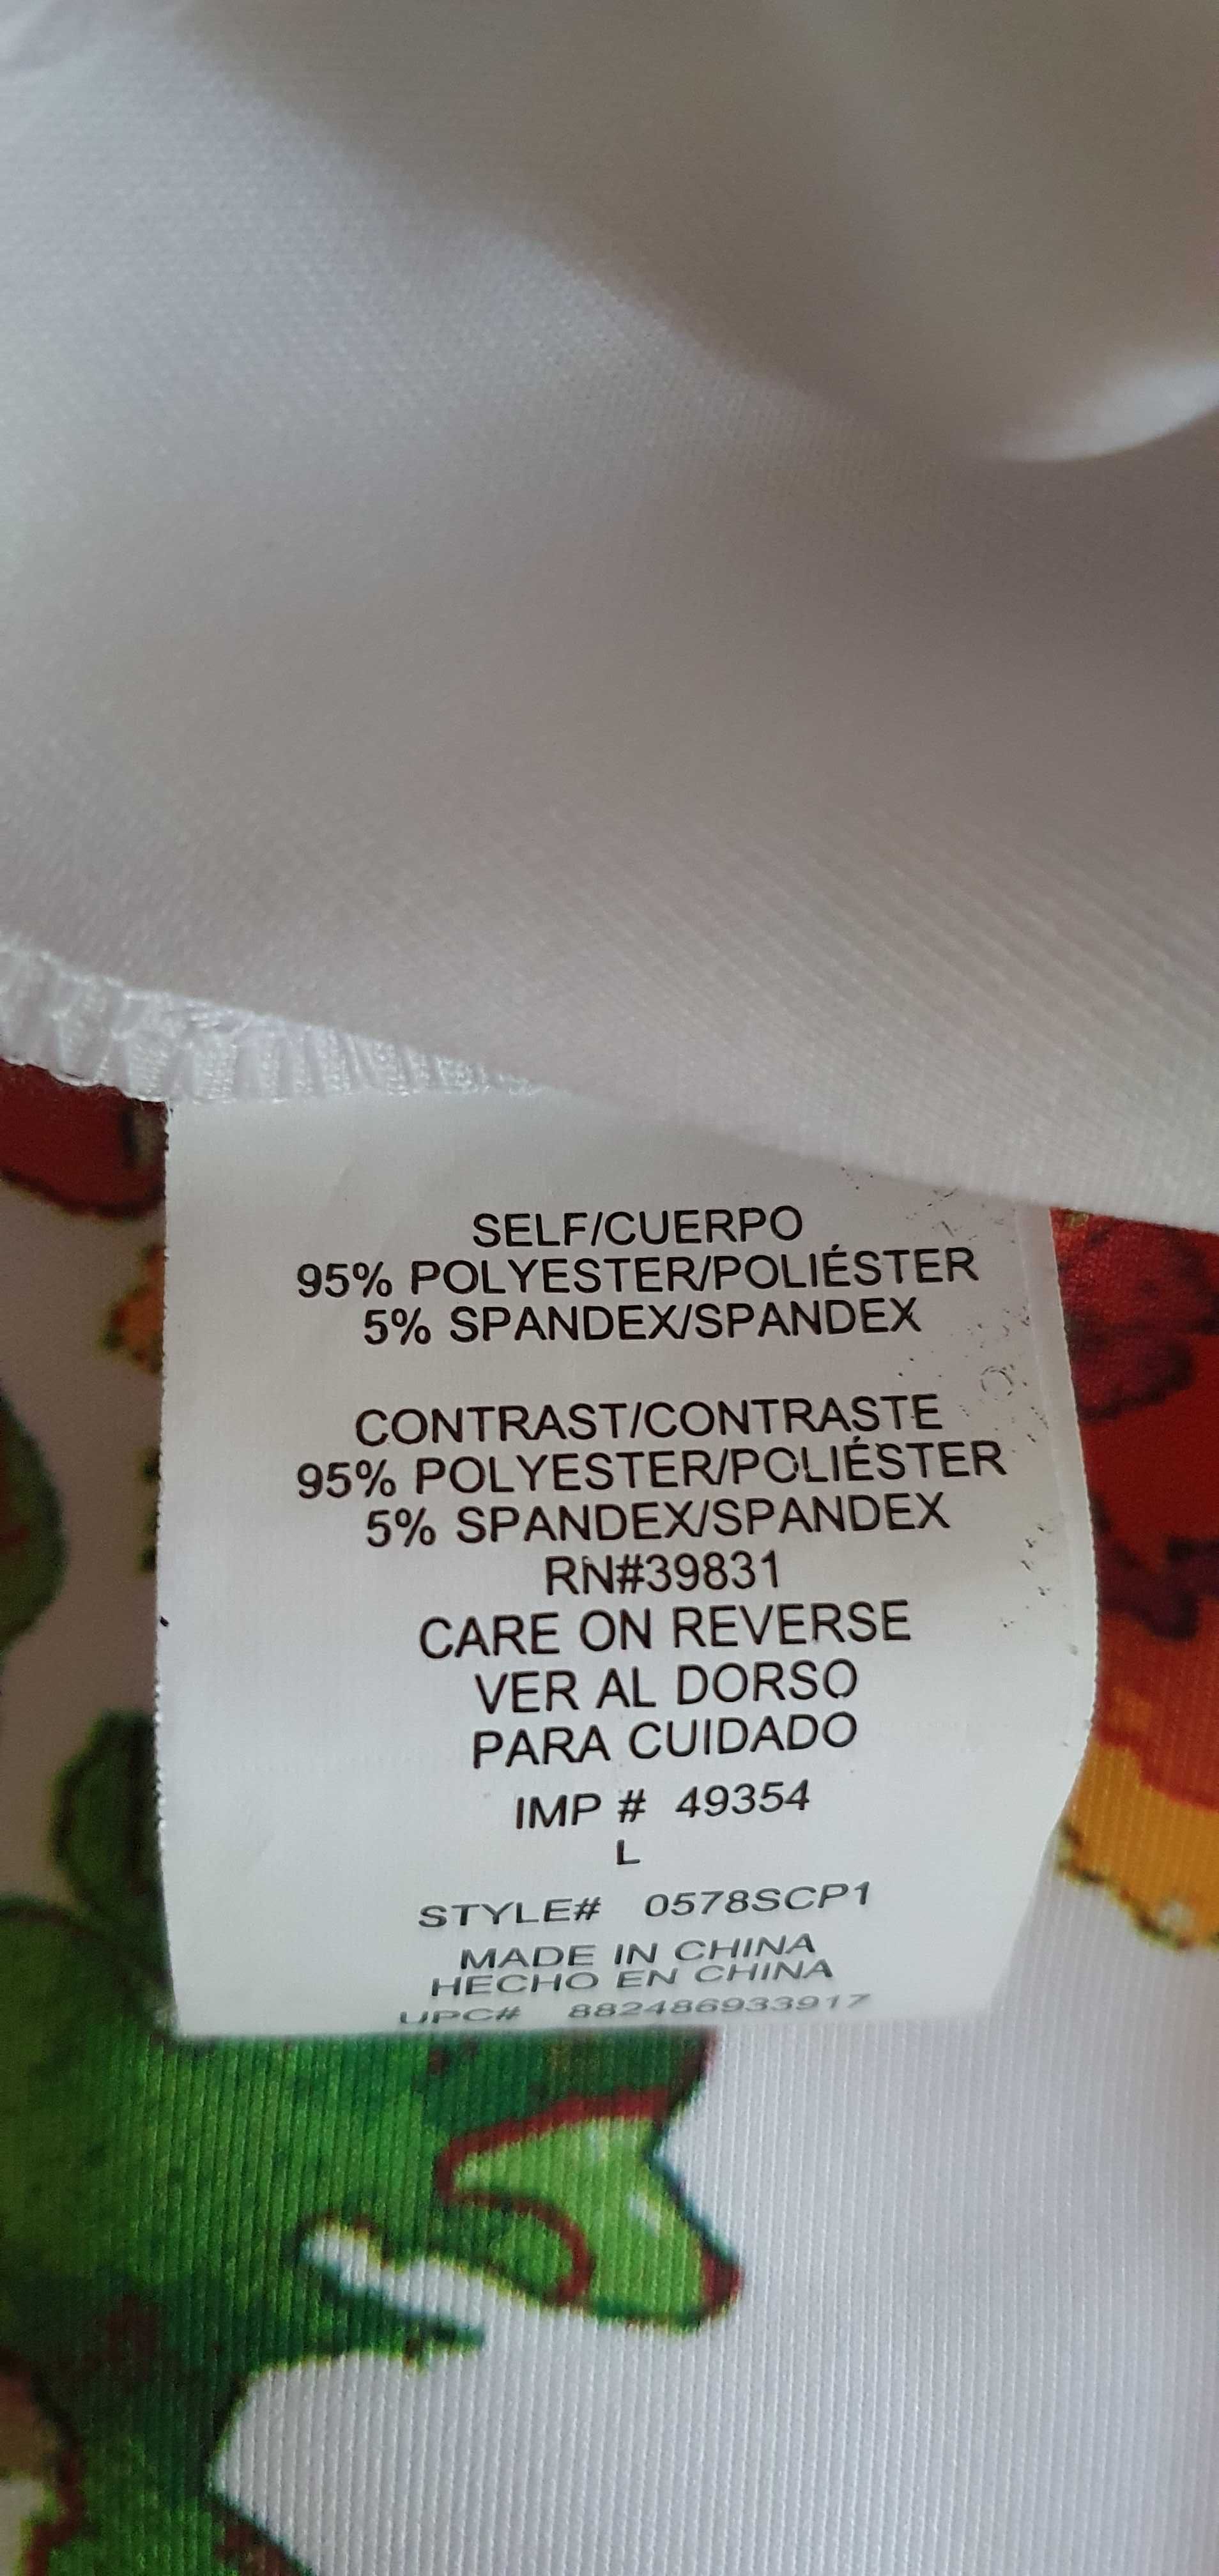 SELF/CUERPO
95% POLYESTER/POLIÉSTER
5% SPANDEX/SPANDEX
CONTRAST/CONTRASTE
95% POLYESTER/POLIÉSTER
5% SPANDEX/SPANDEX
RN#39831
CARE ON REVERSE
VER AL DORSO
PARA CUIDADO
IMP # 49354
L
STYLE# 0578SCP1
MADE IN CHINA
HECHO EN CHINA
UPC# 882486933917